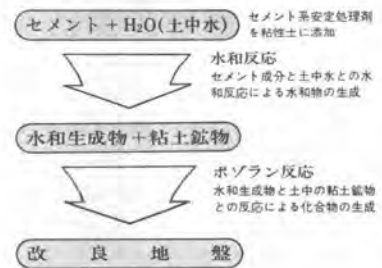 セメント＋H₂O(土中水)
セメント系安定処理剤
を粘性土に添加
水和反応
セメント成分と土中水との水
和反応による水和物の生成
水和生成物＋粘土鉱物
ポゾラン反応
水和生成物と土中の粘土鉱物
との反応による化合物の生成
改良地盤